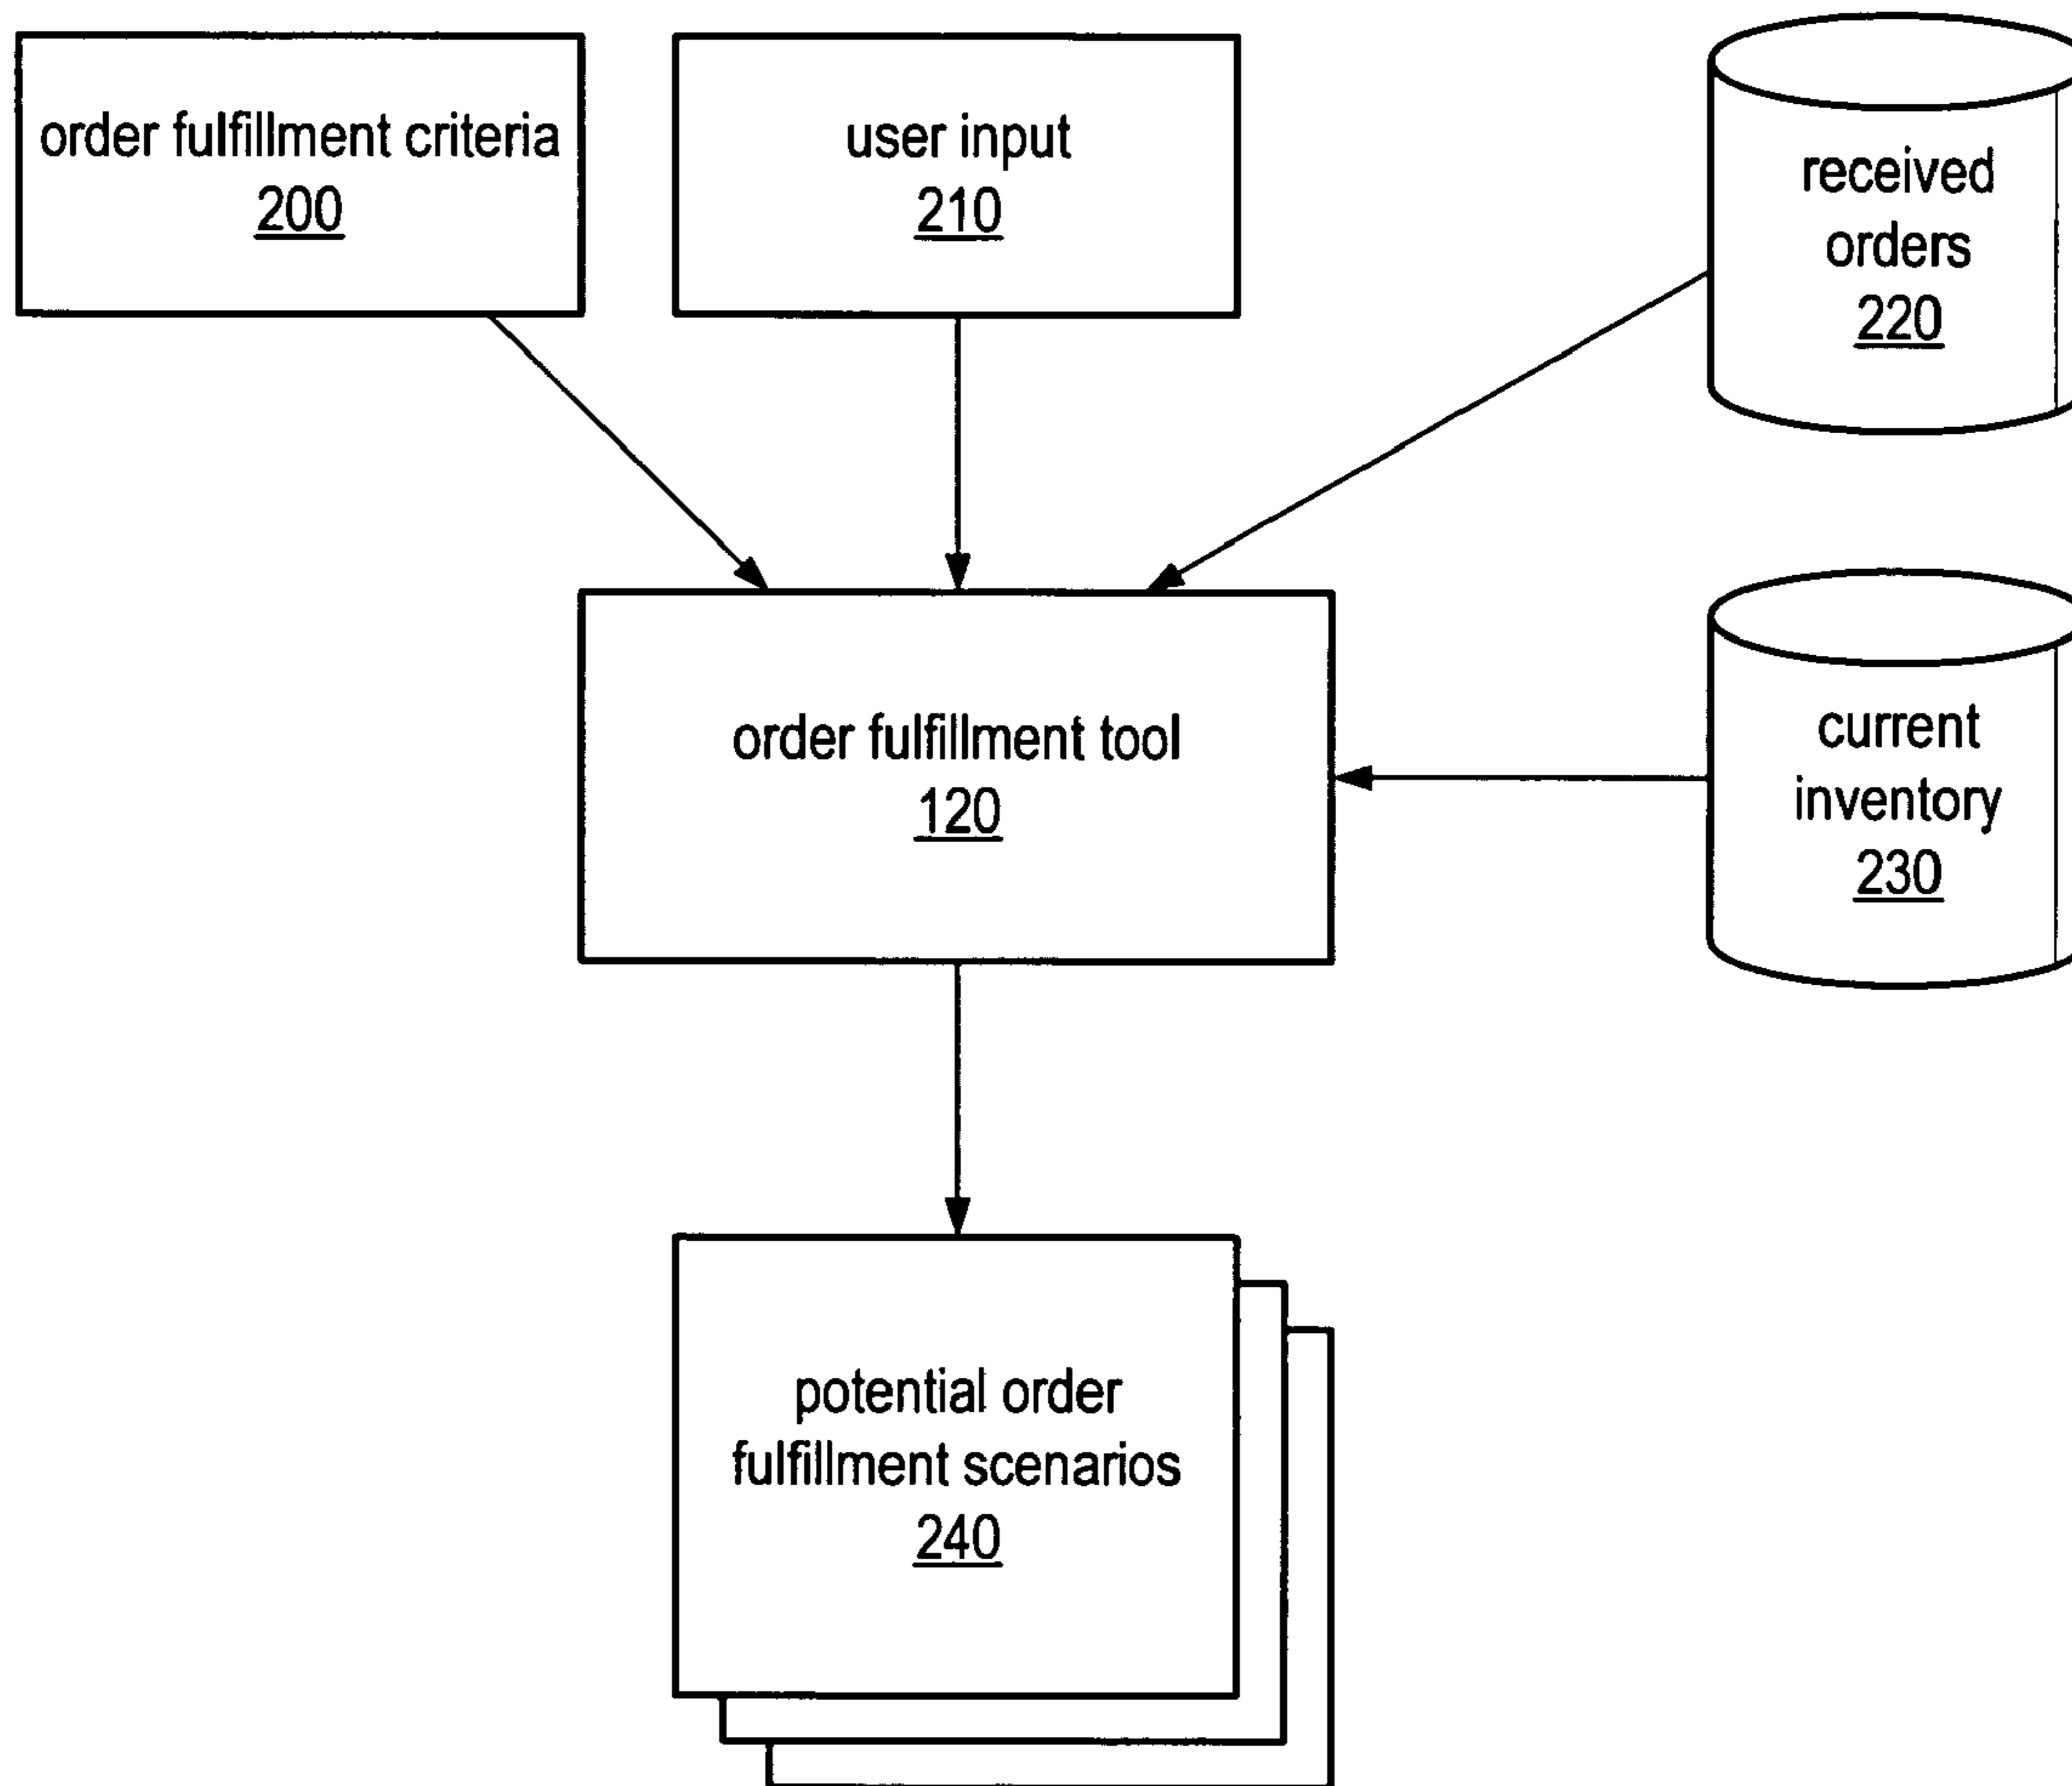 order fulfillment criteria
200
user input
210
received
orders
220
order fulfillment tool
120
current
inventory
230
potential order
fulfillment scenarios
240